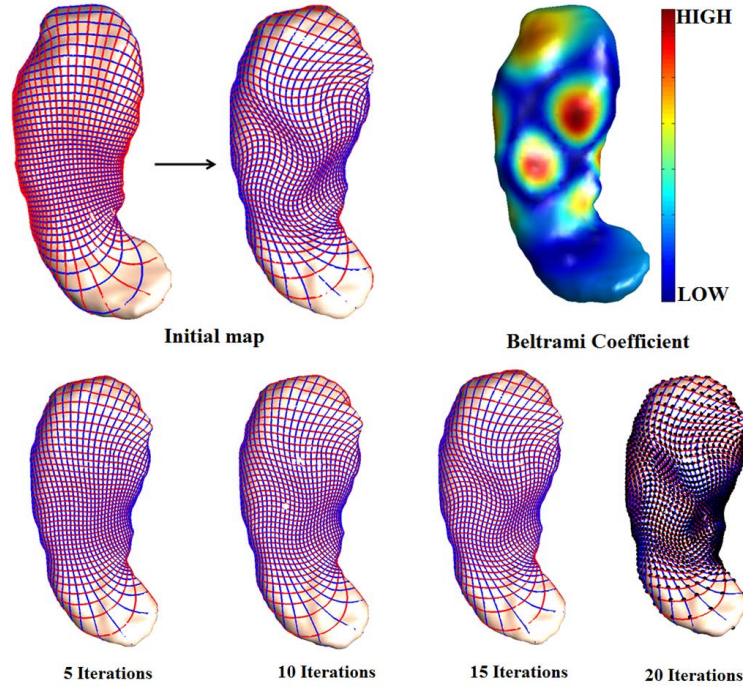 HIGH
LOW
Initial map
Beltrami Coefficient
5 Iterations
10 Iterations
15 Iterations
20 Iterations